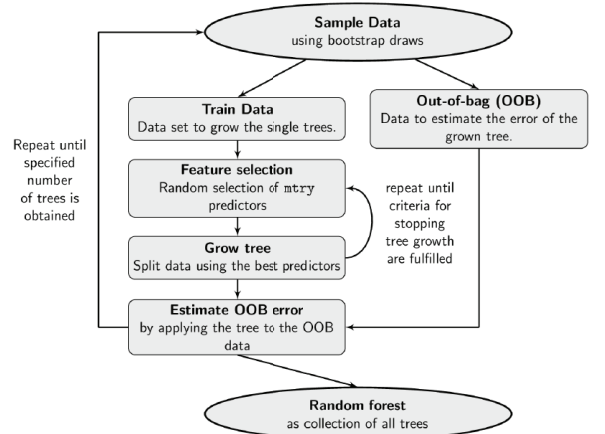 Sample Data
using bootstrap draws
Train Data
Data set to grow the single trees.
Out-of-bag (OOB)
Data to estimate the error of the
grown tree.
Repeat until
specified
number
of trees is
obtained
Feature selection
Random selection of mtry
predictors
repeat until
criteria for
stopping
tree growth
are fulfilled
Grow tree
Split data using the best predictors
Estimate OOB error
by applying the tree to the OOB
data
Random forest
as collection of all trees